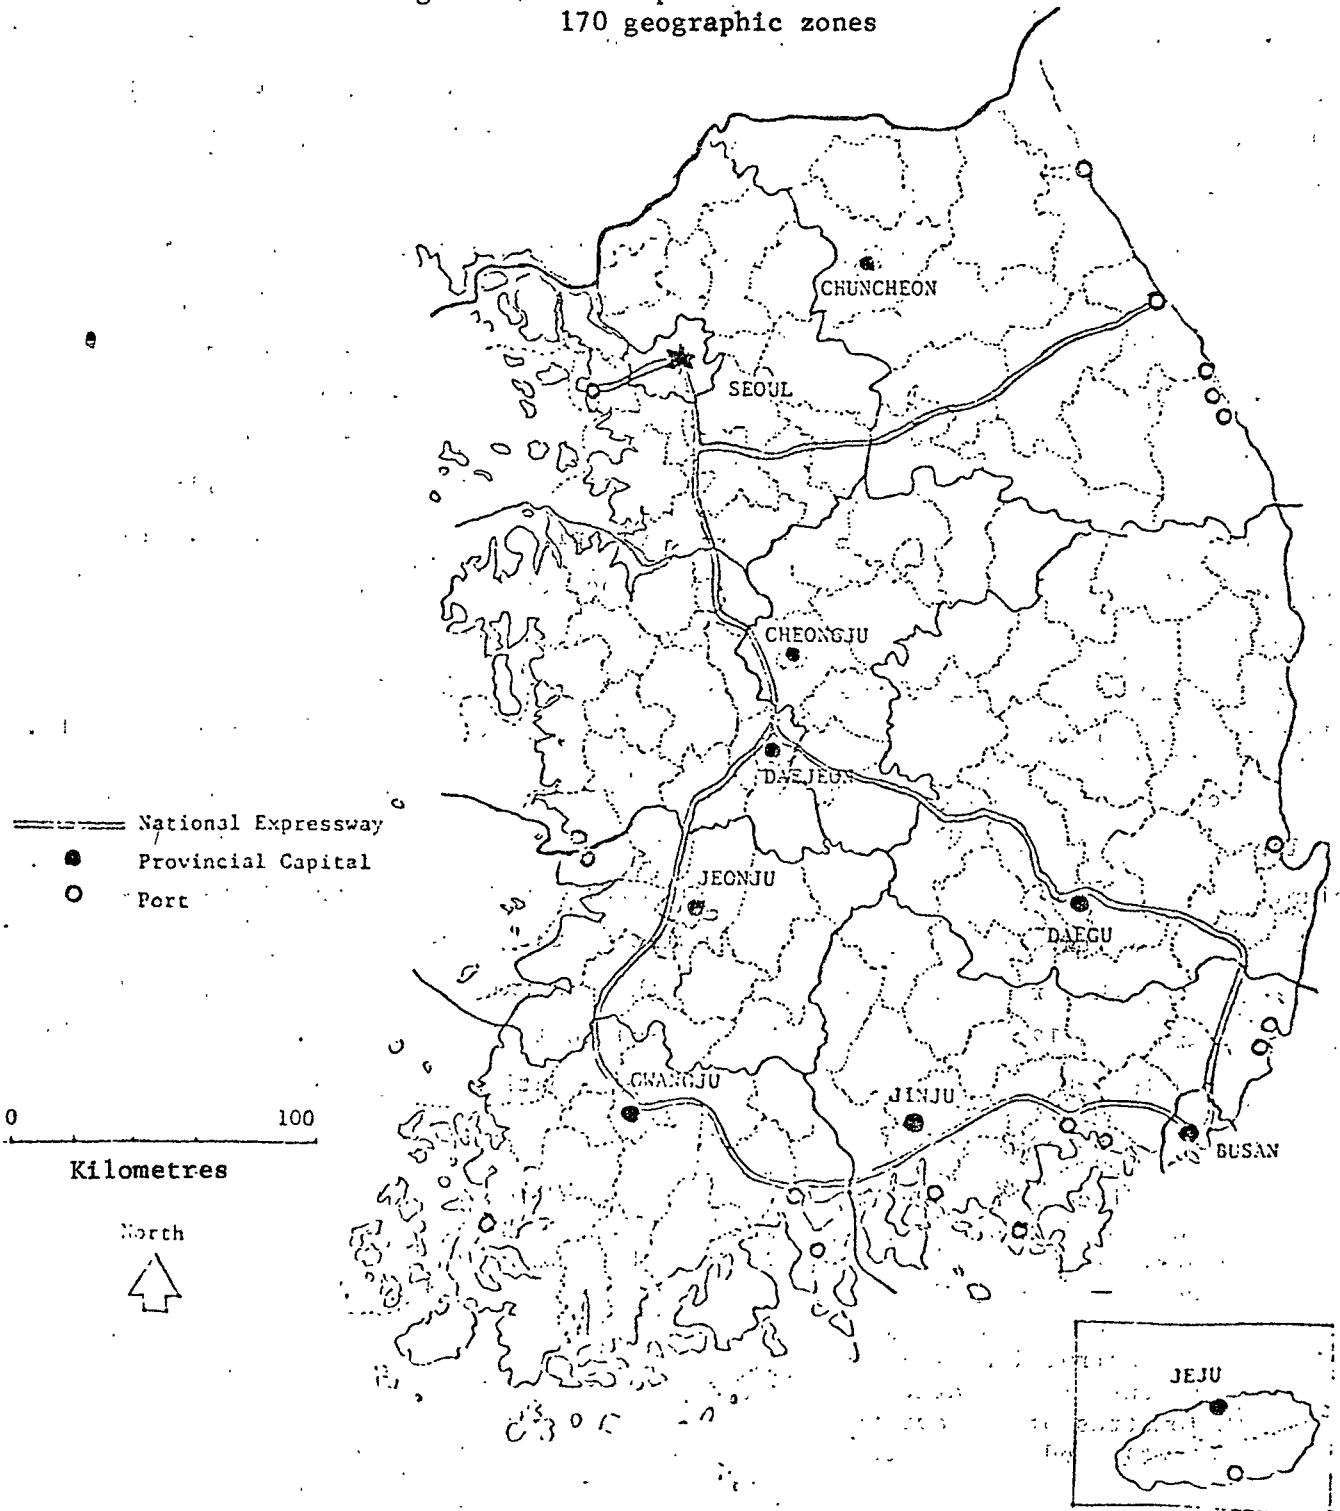 170 geographic zones
CHUNCHEON
SEOUL
CHEONGJU
DAEJEON
National Expressway
Provincial Capital
Port
JEONJU
DAEGU
GWANGJU
JINJU
BUSAN
0 100
Kilometres
North
JEJU